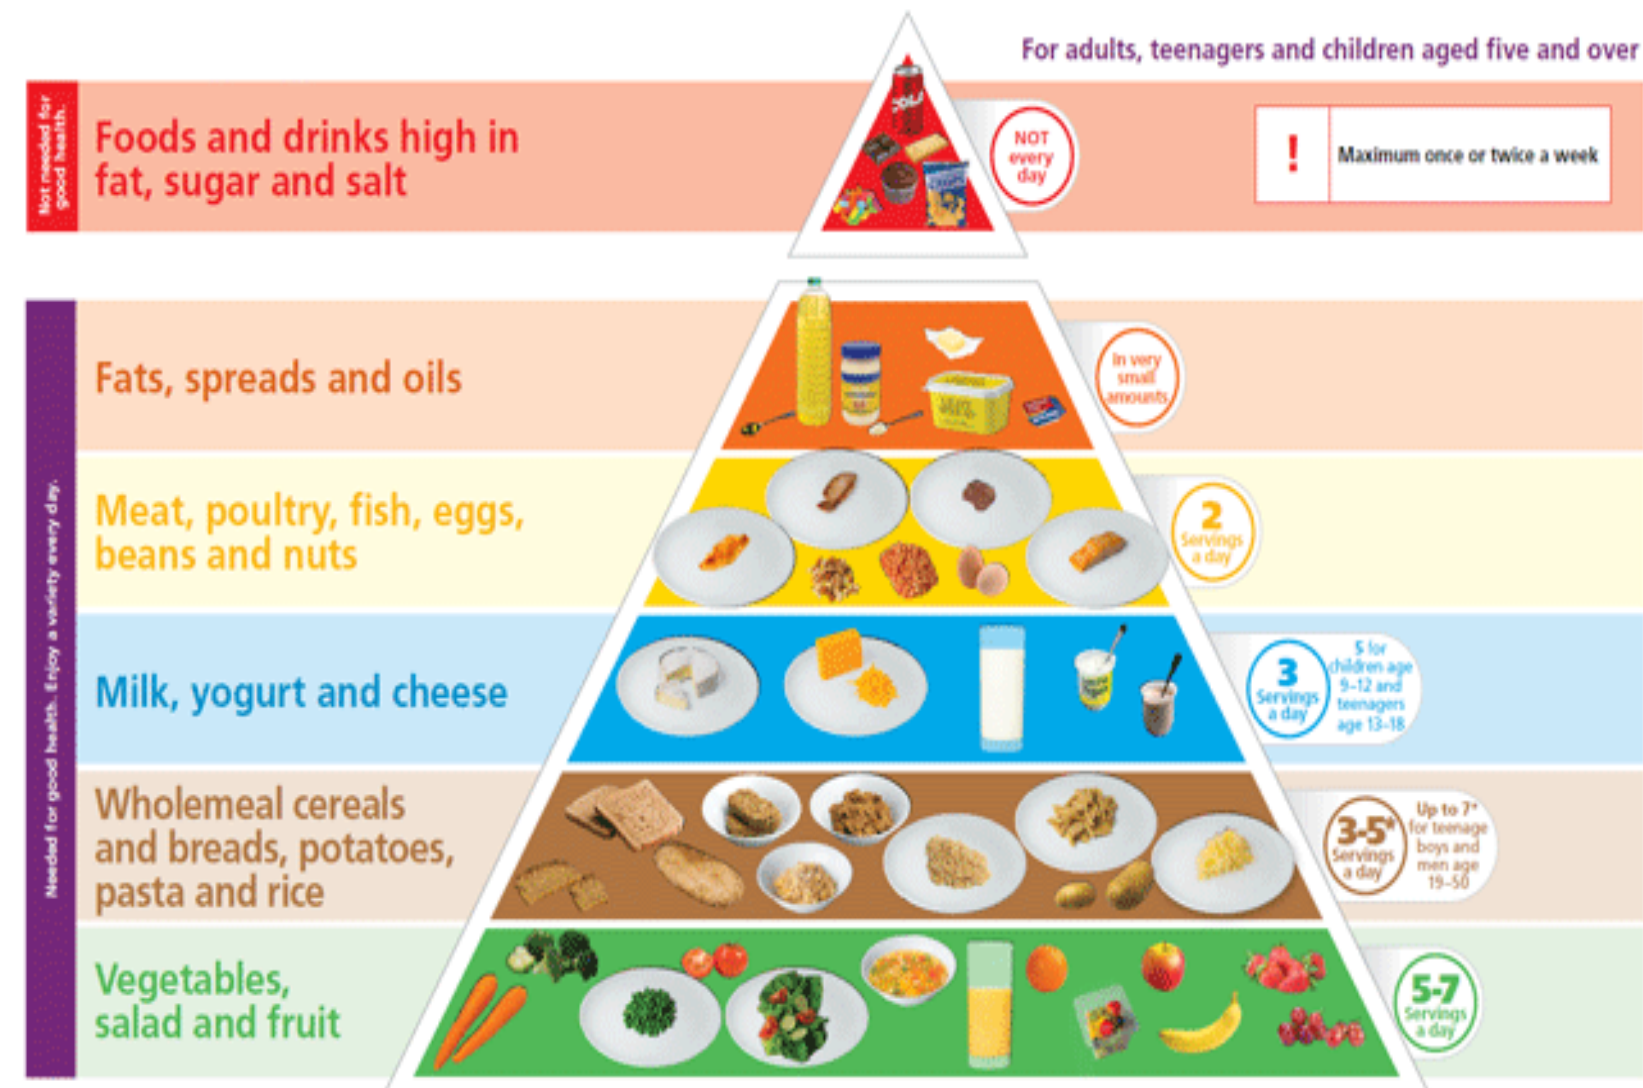 For adults, teenagers and children aged five and over
Not needed for
good health.
Foods and drinks high in
fat, sugar and salt
NOT
every
day
!
Maximum once or twice a week
Needed for good health. Enjoy a variety every day.
Fats, spreads and oils
In very
small
amounts
Meat, poultry, fish, eggs,
beans and nuts
2
Servings
a day
Milk, yogurt and cheese
3
Servings
a day
5 for
children age
9–12 and
teenagers
age 13–18
Wholemeal cereals
and breads, potatoes,
pasta and rice
3-5*
Servings
a day
Up to 7*
for teenage
boys and
men age
19–50
Vegetables,
salad and fruit
5-7
Servings
a day